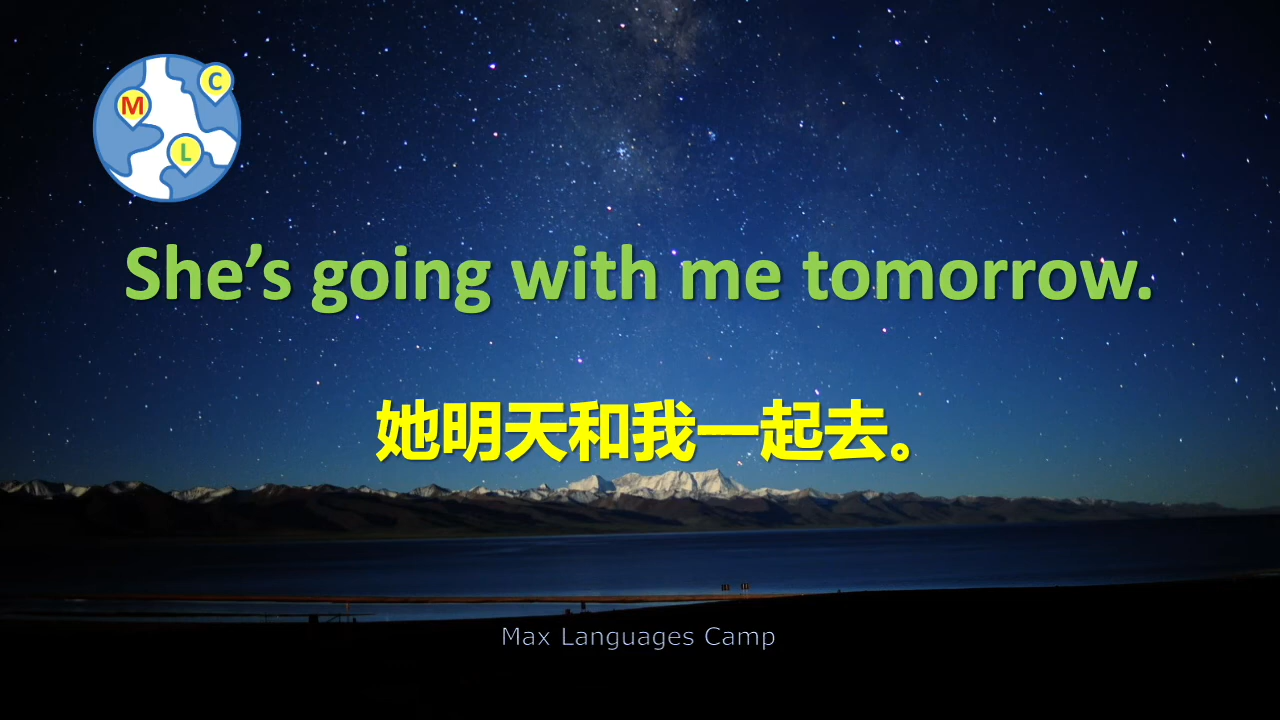 C
M
L
She’s going with me tomorrow.
她明天和我一起去。
Max Languages Camp